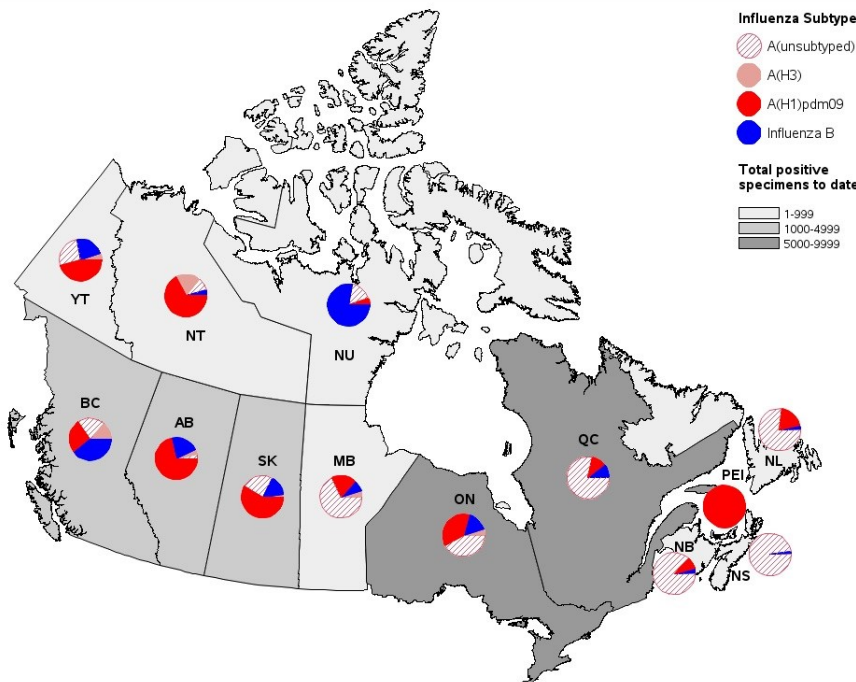 Influenza Subtype
A(unsubtyped)
A(H3)
A(H1)pdm09
Influenza B
Total positive
specimens to date
1-999
1000-4999
5000-9999
YT
NT
NU
BC
AB
SK
MB
ON
QC
NL
PEI
NB
NS